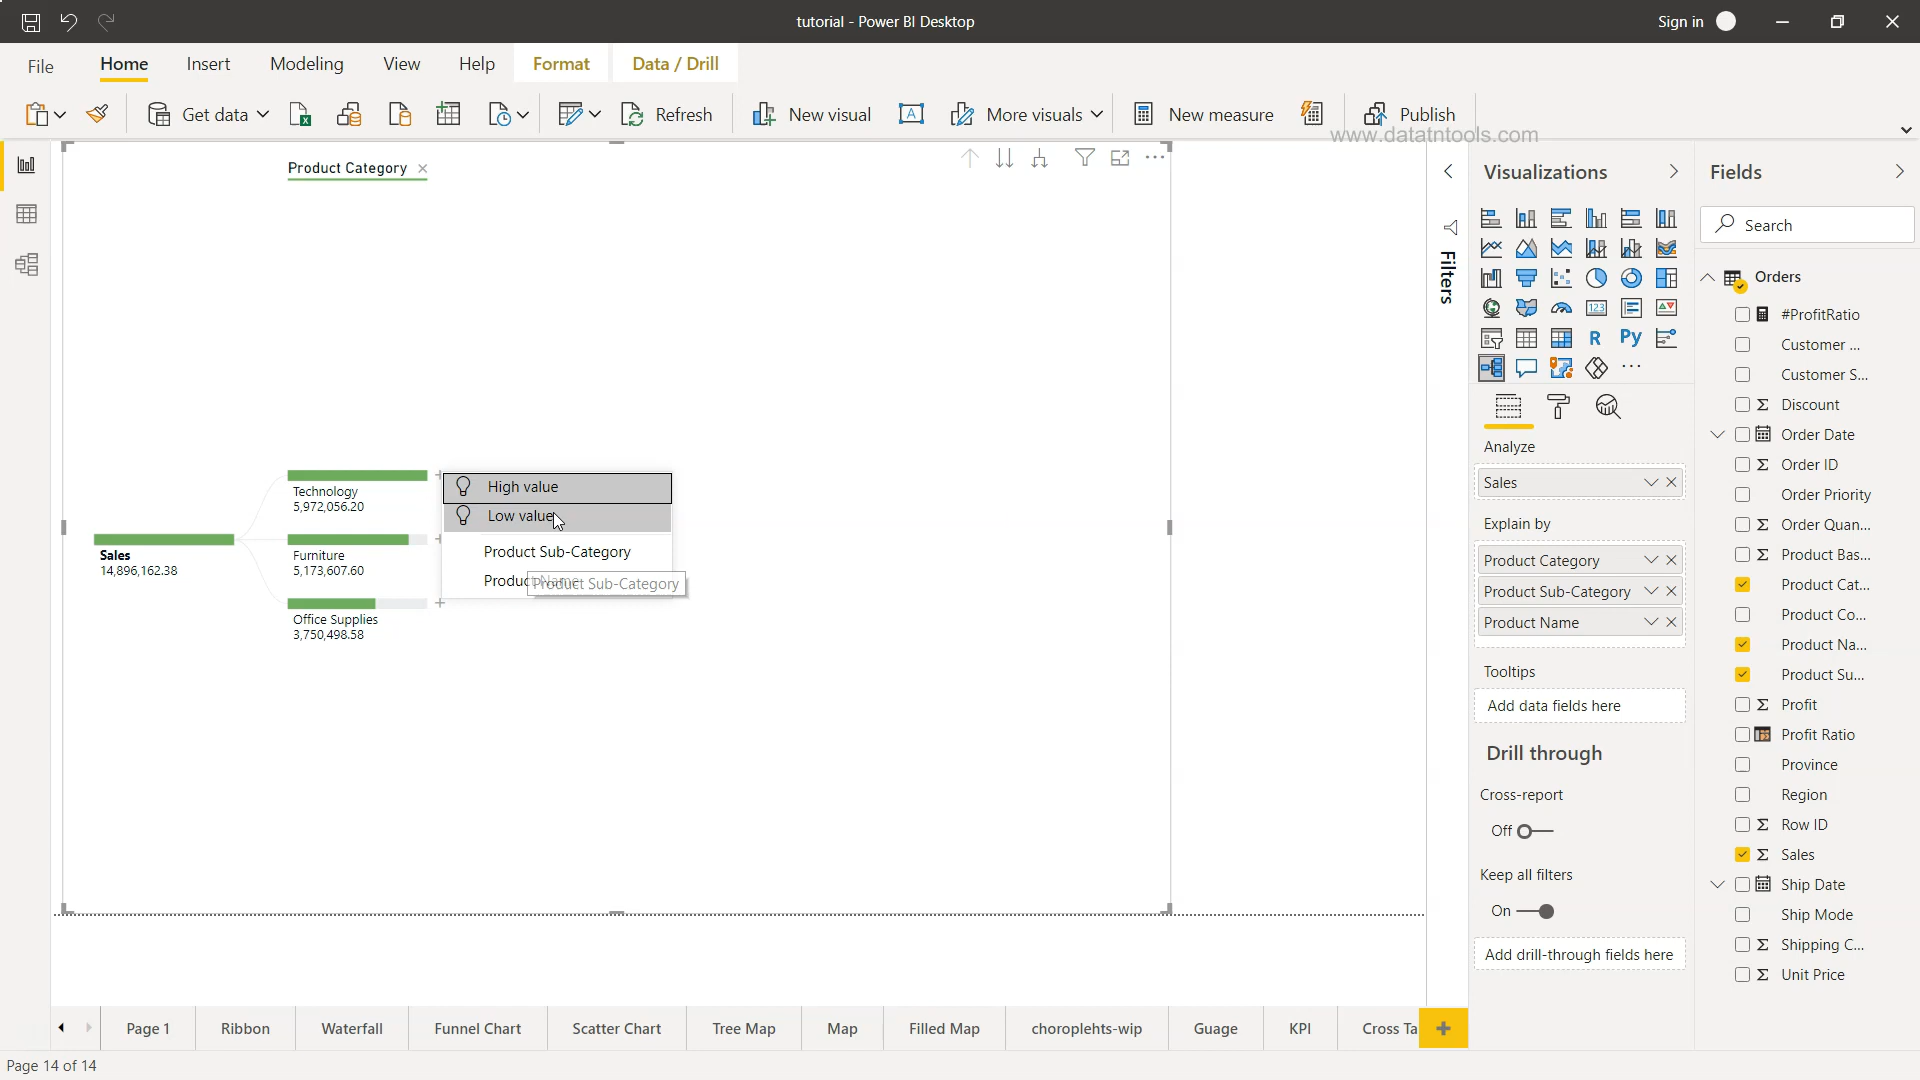 tutorial - Power BI Desktop
Sign in
File
Home
Insert
Modeling
View
Help
Format
Data / Drill
Get data
Refresh
New visual
More visuals
New measure
Publish
www.datatntools.com
Product Category
Sales
14,896,162.38
Technology
5,972,056.20
Furniture
5,173,607.60
Office Supplies
3,750,498.58
High value
Low value
Product Sub-Category
Product Name
Product Sub-Category
Filters
Visualizations
123
R
Py
Analyze
Sales
Explain by
Product Category
Product Sub-Category
Product Name
Tooltips
Add data fields here
Drill through
Cross-report
Off
Keep all filters
On
Add drill-through fields here
Fields
Search
Orders
#ProfitRatio
Customer ...
Customer S...
Discount
Order Date
Order ID
Order Priority
Order Quan...
Product Bas...
Product Cat...
Product Co...
Product Na...
Product Su...
Profit
Profit Ratio
Province
Region
Row ID
Sales
Ship Date
Ship Mode
Shipping C...
Unit Price
Page 1
Ribbon
Waterfall
Funnel Chart
Scatter Chart
Tree Map
Map
Filled Map
choroplehts-wip
Guage
KPI
Cross Ta
Page 14 of 14